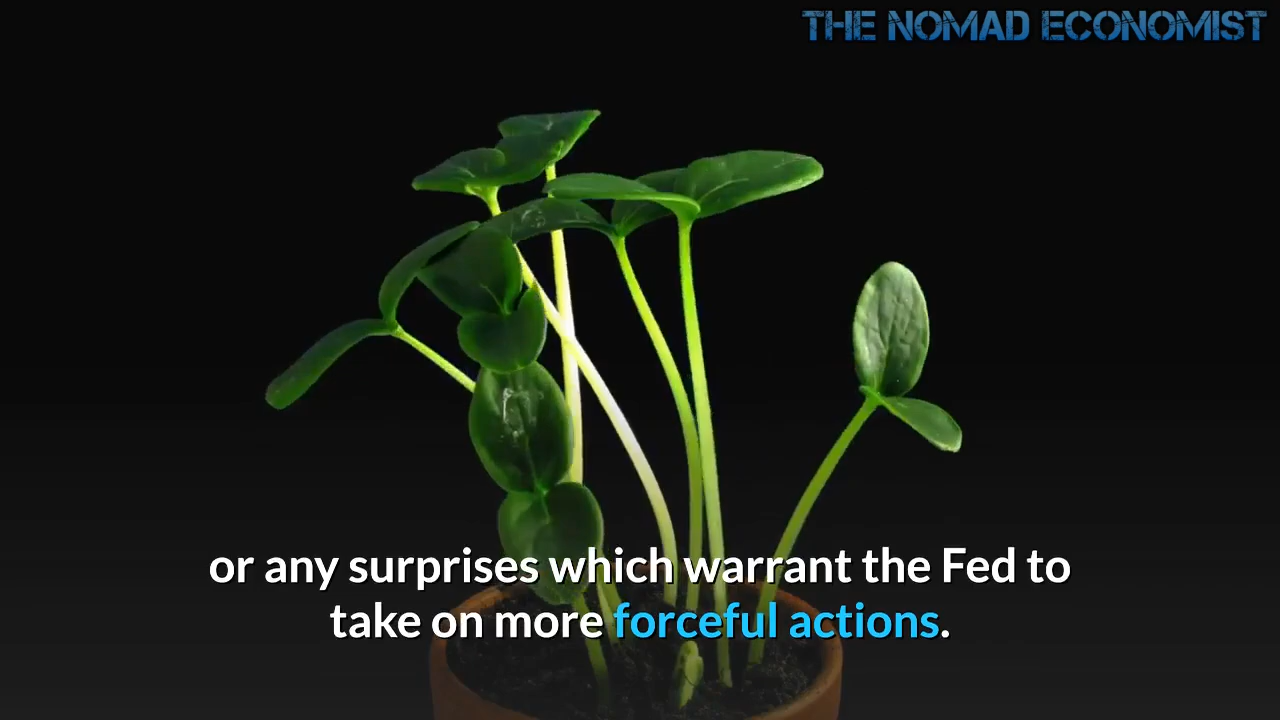 THE NOMAD ECONOMIST
or any surprises which warrant the Fed to
take on more forceful actions.